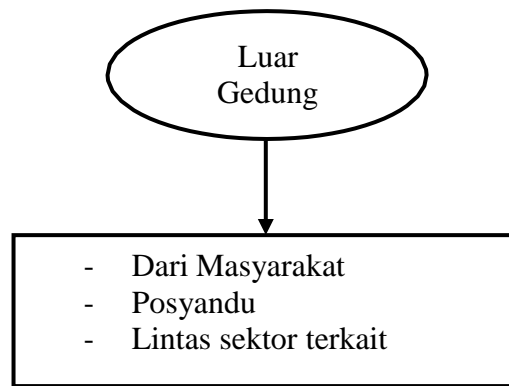 Luar
Gedung
- Dari Masyarakat
- Posyandu
- Lintas sektor terkait